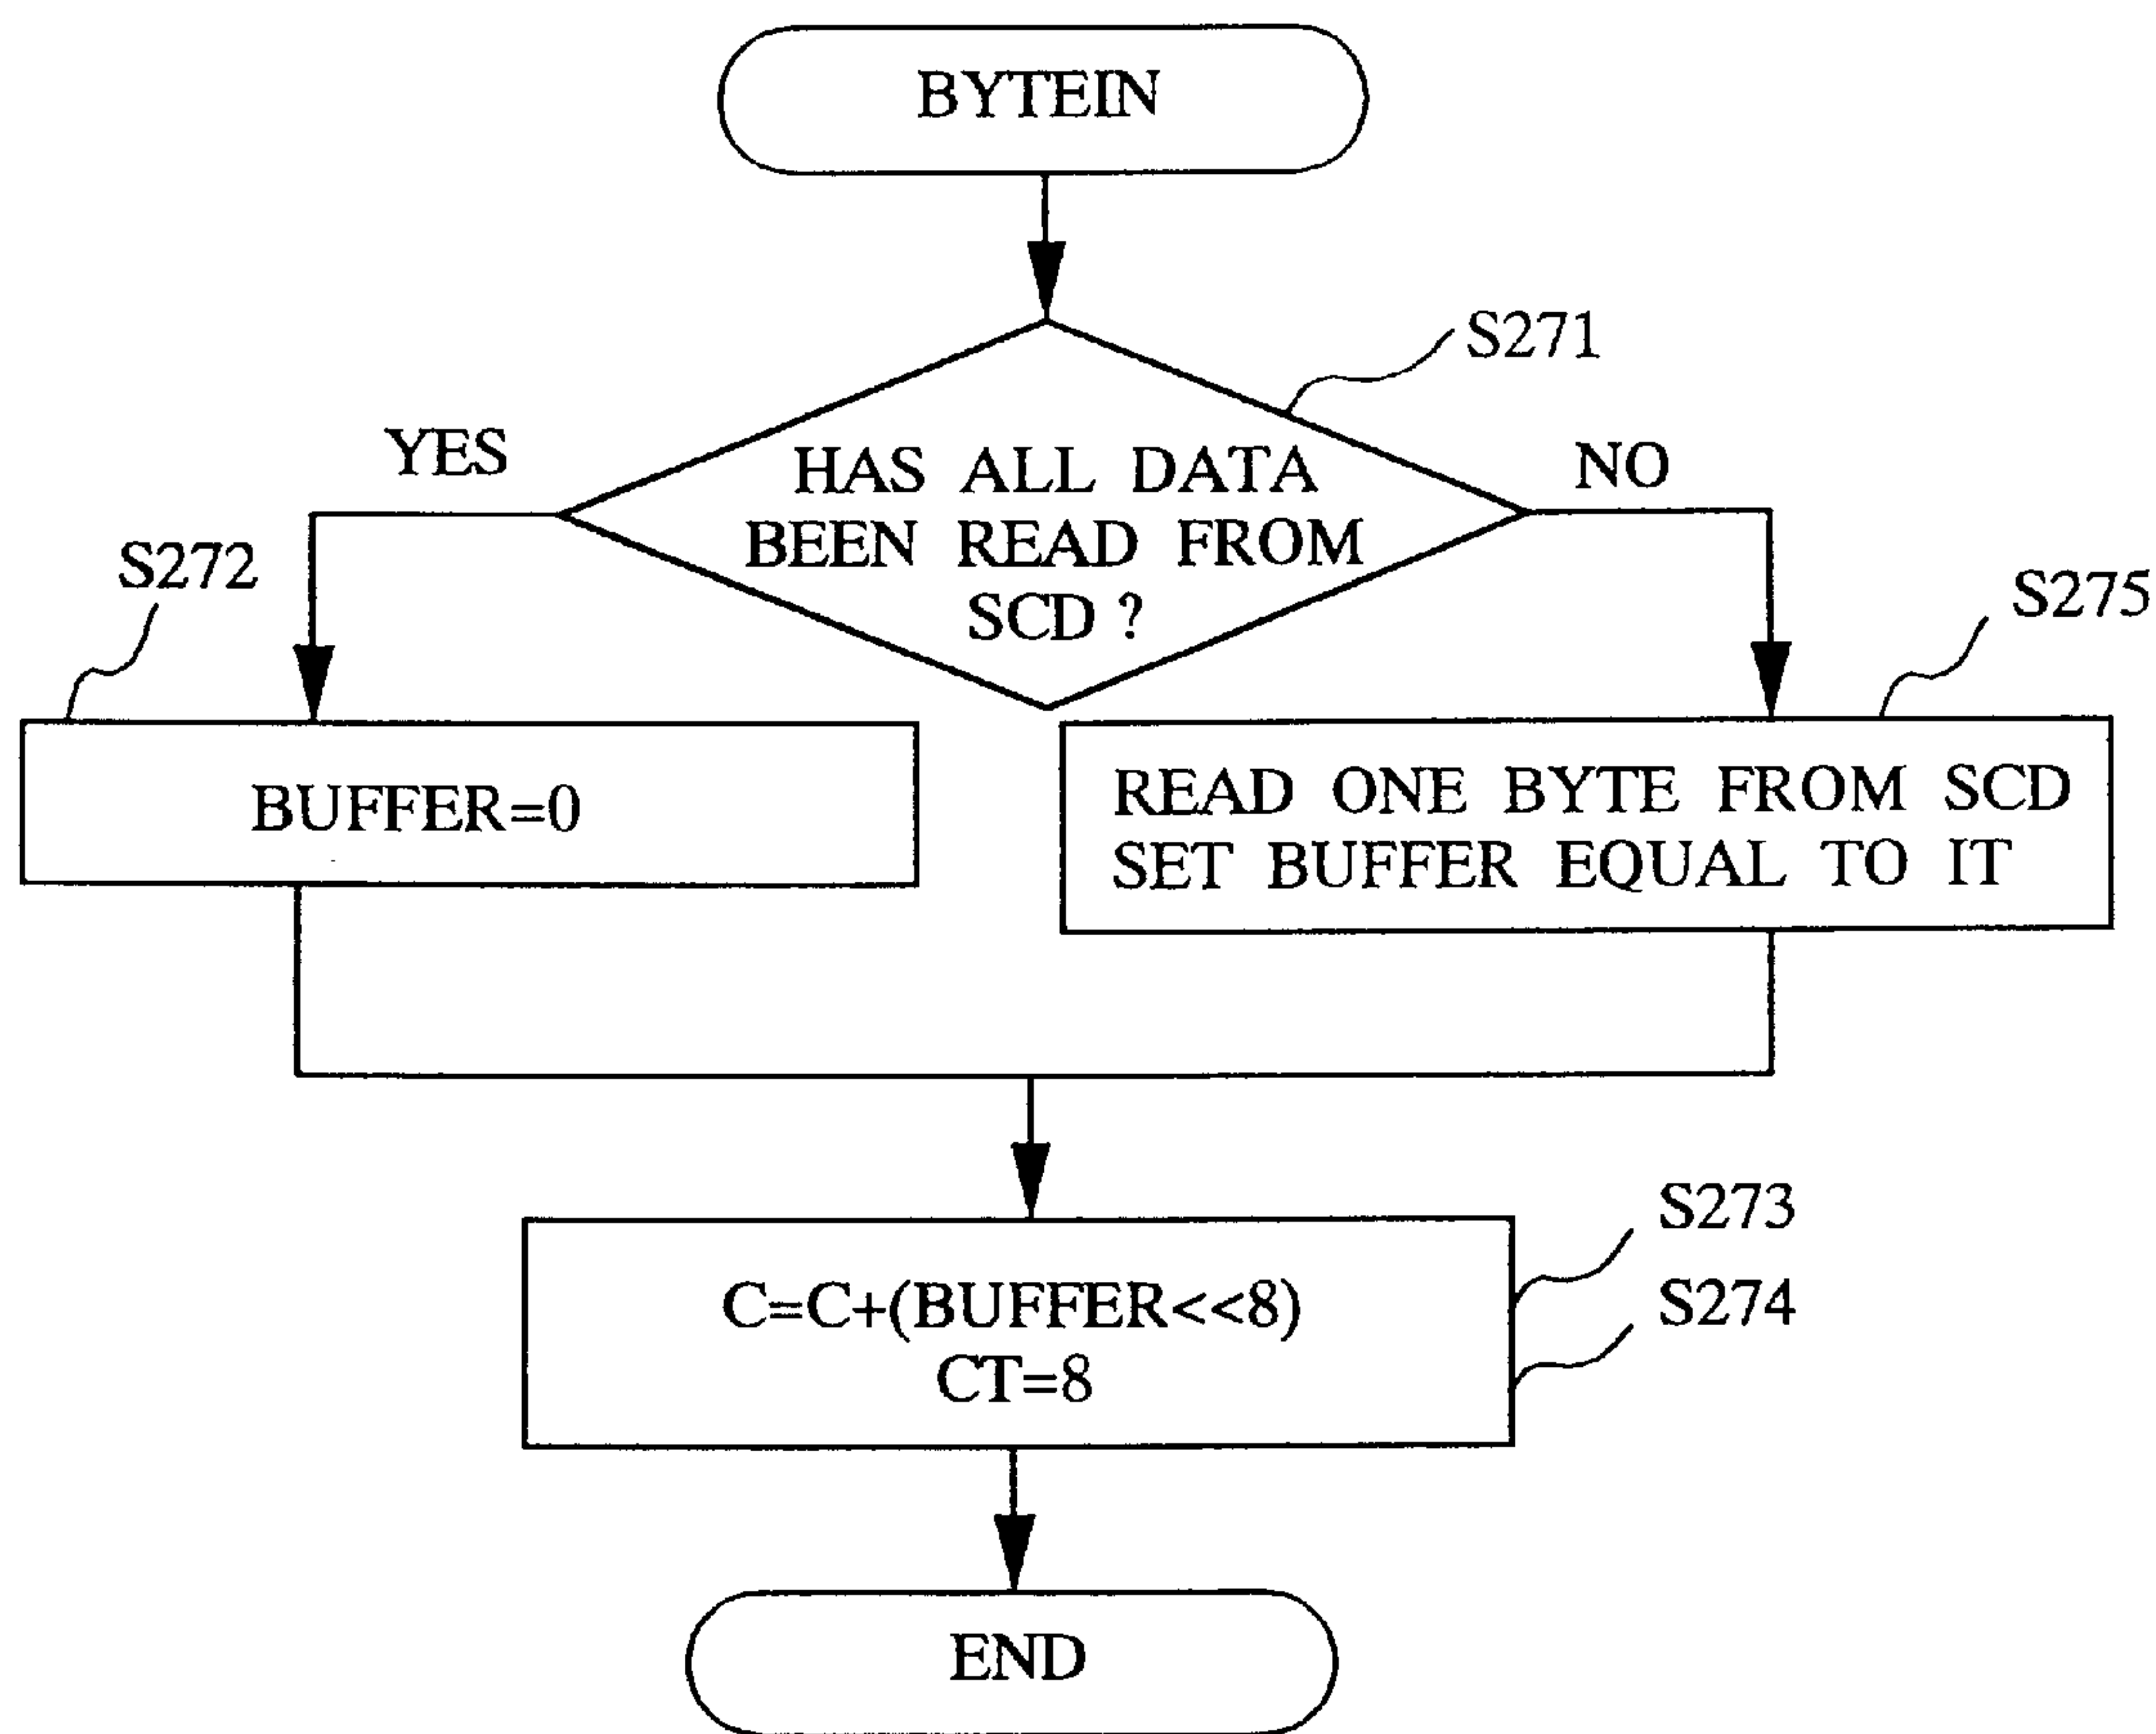 BYTEIN
S271
YES
HAS ALL DATA
BEEN READ FROM
SCD ?
NO
S272
S275
BUFFER=0
READ ONE BYTE FROM SCD
SET BUFFER EQUAL TO IT
S273
S274
C=C+(BUFFER<<8)
CT=8
END